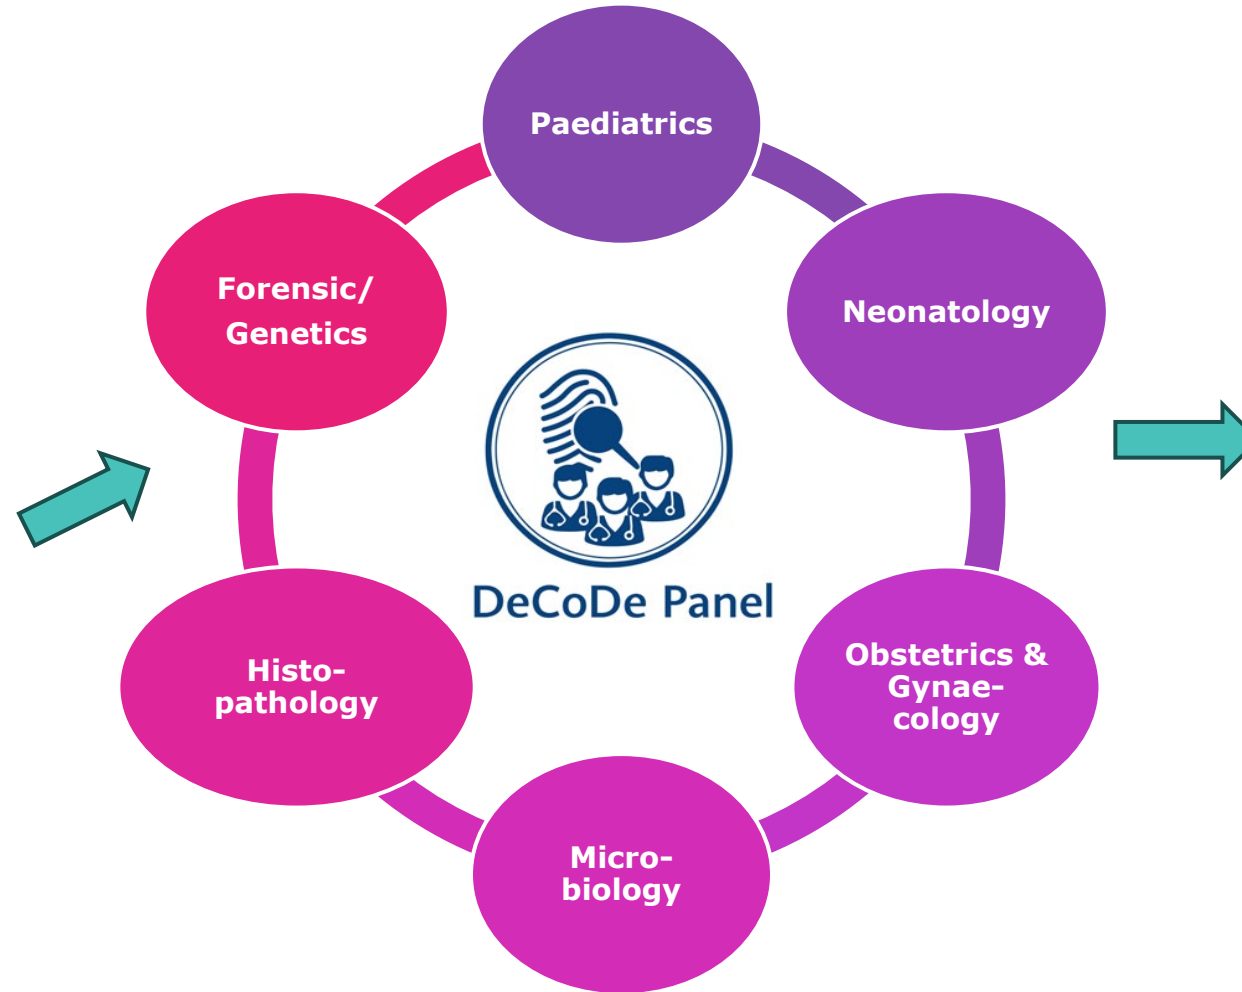 Paediatrics
Forensic/
Genetics
Neonatology
DeCoDe Panel
Histo-
pathology
Obstetrics &
Gynae-
cology
Micro-
biology